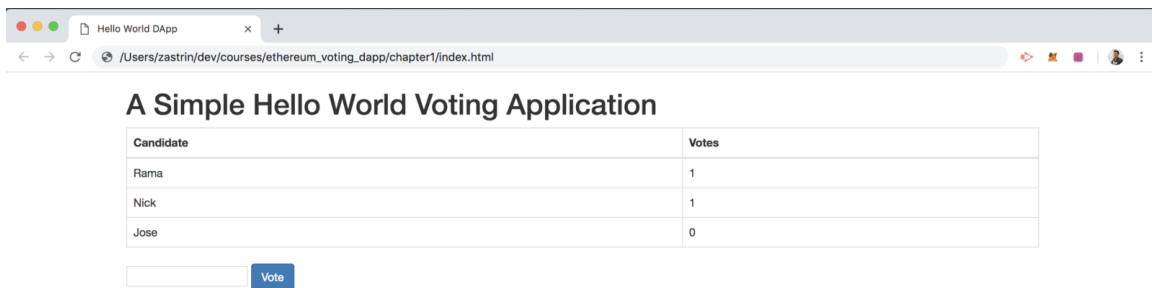 Hello World DApp
/Users/zastrin/dev/courses/ethereum_voting_dapp/chapter1/index.html
A Simple Hello World Voting Application
Candidate Votes
Rama 1
Nick 1
Jose 0
Vote